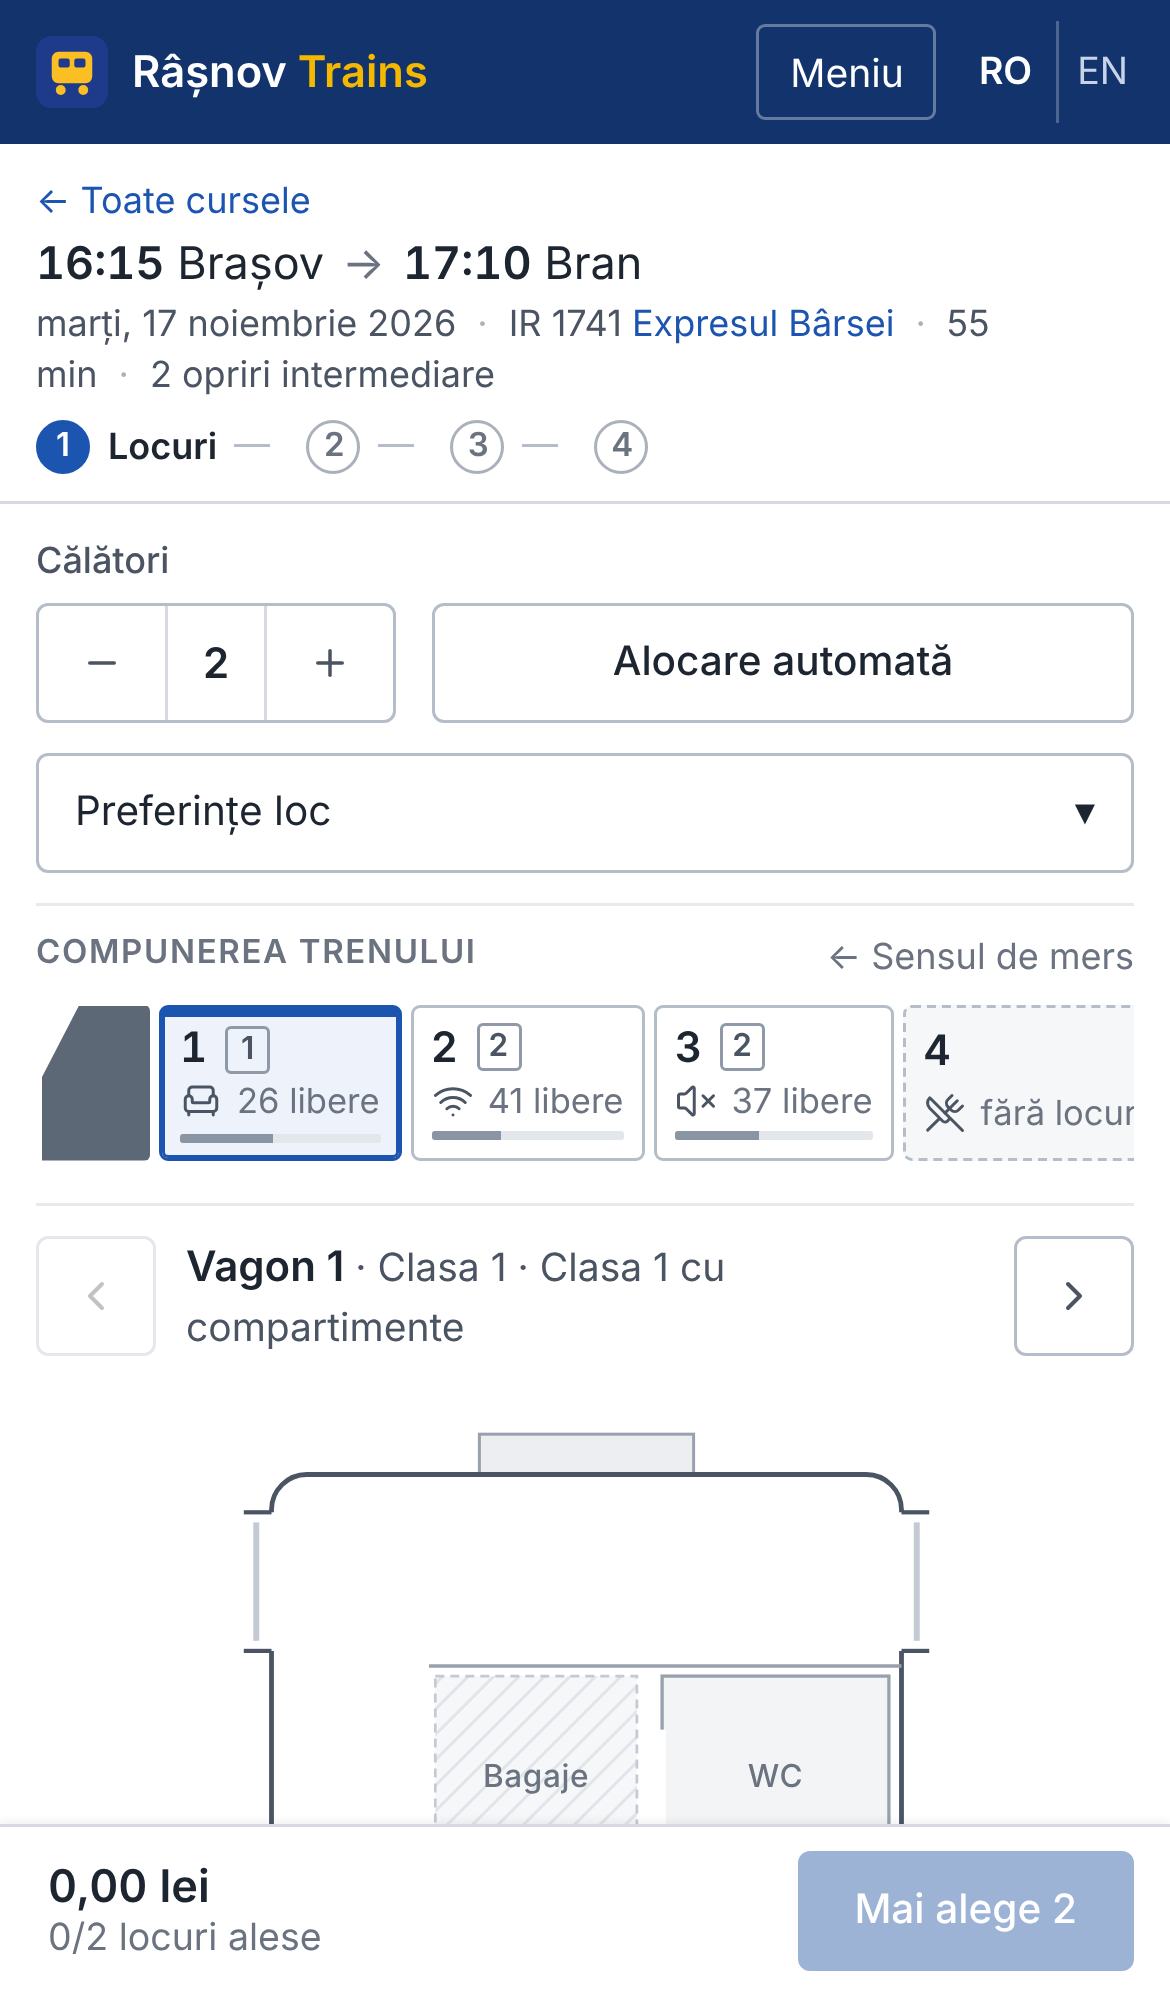 Râșnov Trains
Meniu
RO
EN
← Toate cursele
16:15 Brașov → 17:10 Bran
marți, 17 noiembrie 2026 · IR 1741 Expresul Bârsei · 55
min · 2 opriri intermediare
1 Locuri — 2 — 3 — 4
Călători
− 2 +
Alocare automată
Preferințe loc ▼
COMPUNEREA TRENULUI
← Sensul de mers
1 1
26 libere
2 2
41 libere
3 2
37 libere
4
fără locur
Vagon 1 · Clasa 1 · Clasa 1 cu
compartimente
Bagaje
WC
0,00 lei
0/2 locuri alese
Mai alege 2